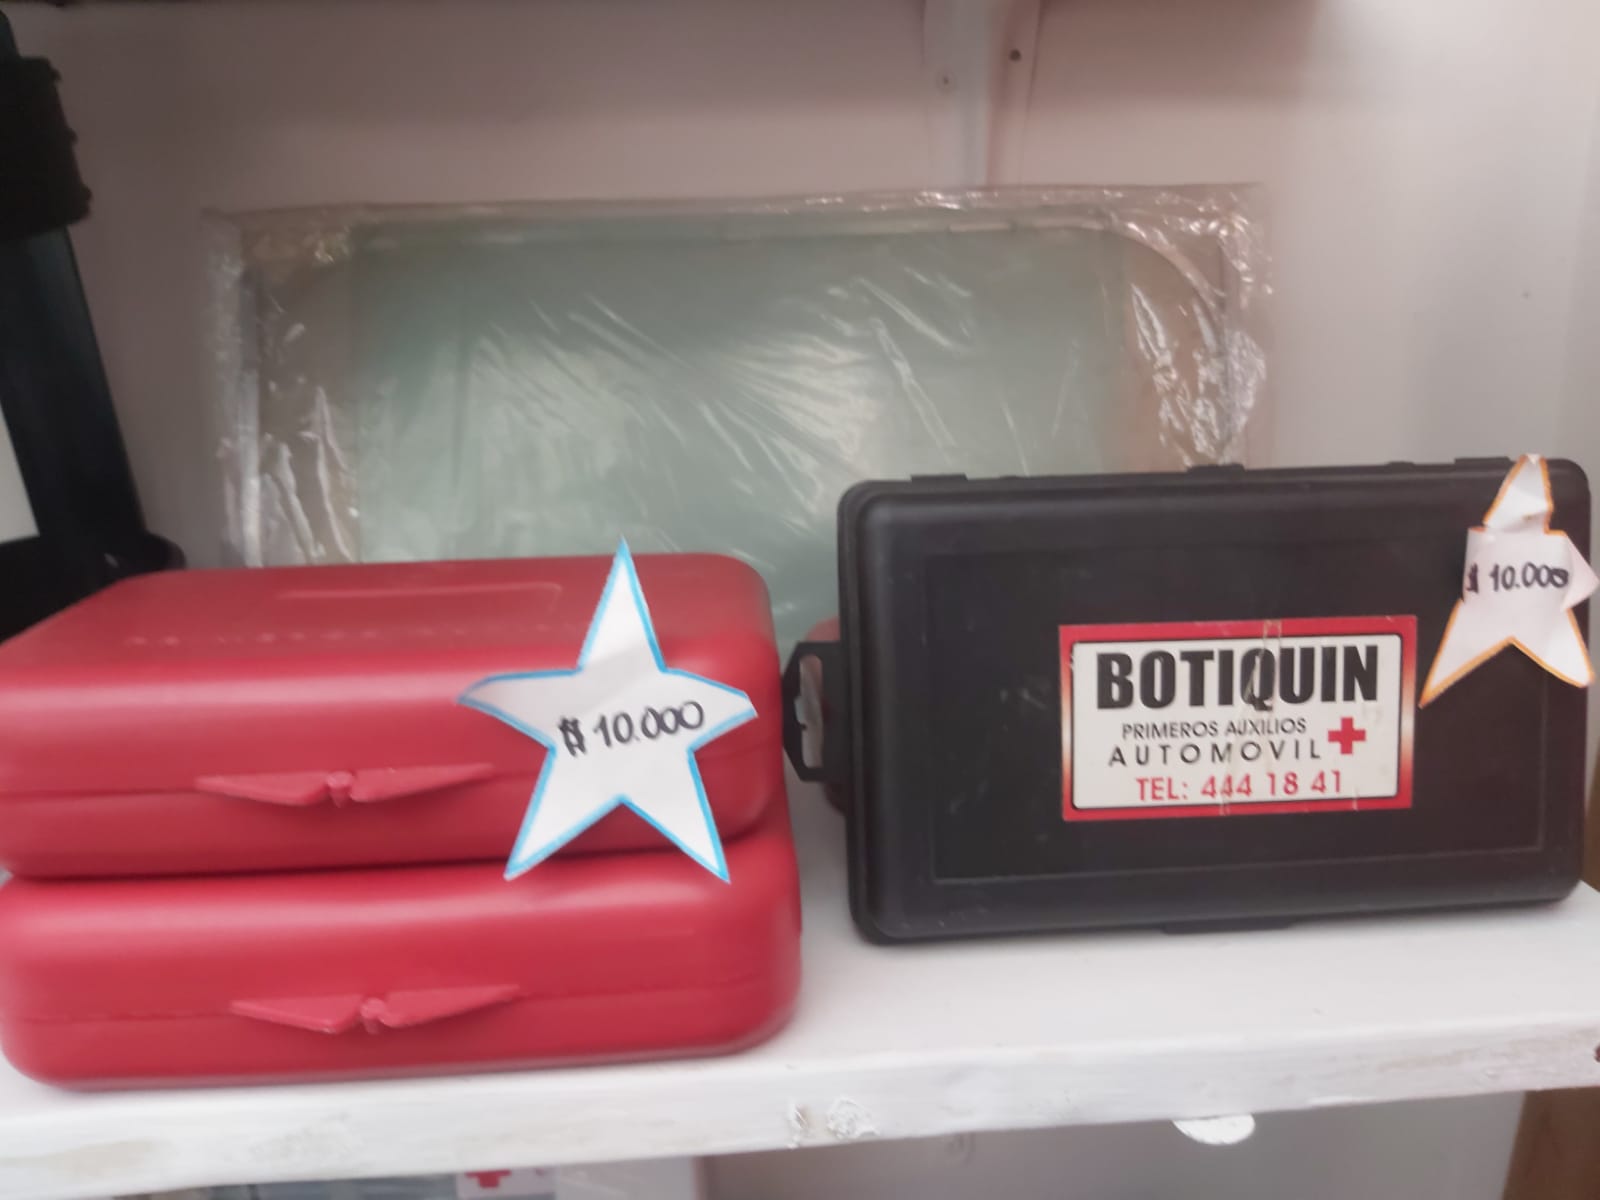 $ 10.000
$ 10.000
BOTIQUIN
PRIMEROS AUXILIOS
AUTOMOVIL
TEL: 444 18 41